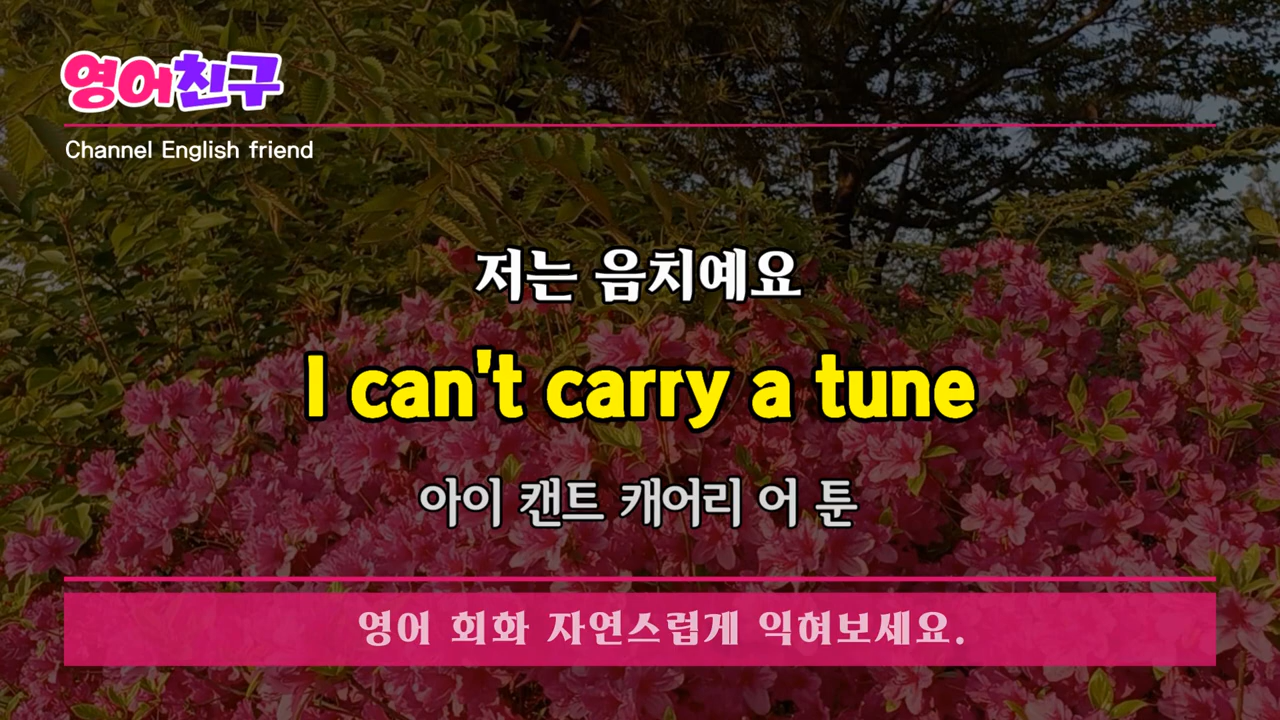 영어친구
Channel English friend
저는 음치예요
I can't carry a tune
아이 캔트 캐어리 어 툰
영어 회화 자연스럽게 익혀보세요.